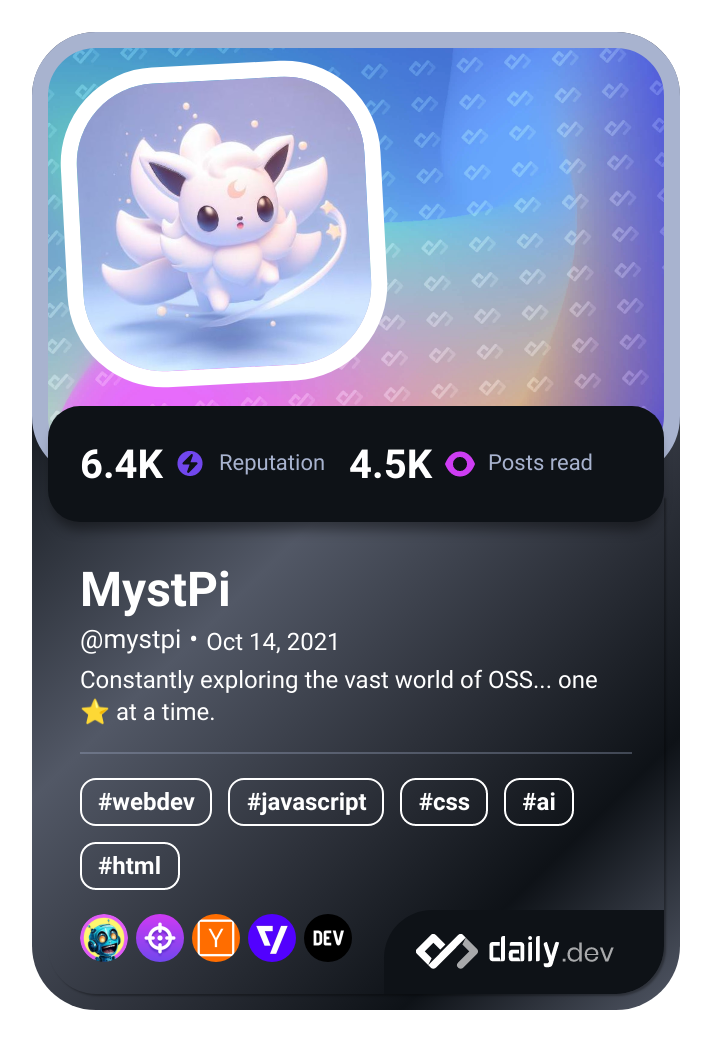 6.4K Reputation 4.5K Posts read
MystPi
@mystpi • Oct 14, 2021
Constantly exploring the vast world of OSS... one
⭐ at a time.
#webdev #javascript #css #ai
#html
Y DEV daily.dev